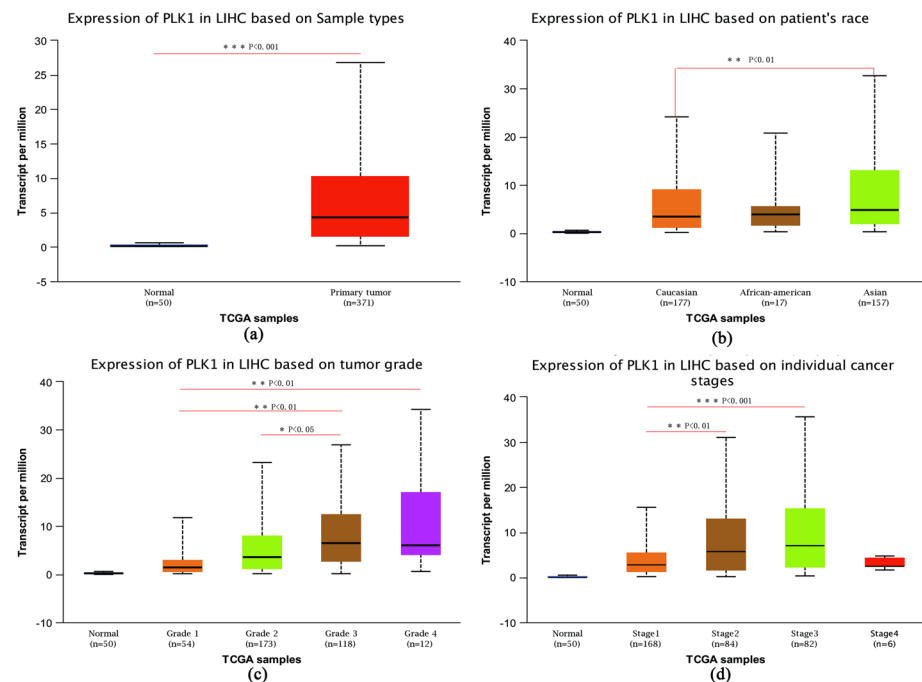 Expression of PLK1 in LIHC based on Sample types
30
25
20
15
10
5
0
-5
Transcript per million
* * * P<0.001
Normal
(n=50)
Primary tumor
(n=371)
TCGA samples
(a)
Expression of PLK1 in LIHC based on patient's race
40
30
20
10
0
-10
Transcript per million
* * P<0.01
Normal
(n=50)
Caucasian
(n=177)
African-american
(n=17)
Asian
(n=157)
TCGA samples
(b)
Expression of PLK1 in LIHC based on tumor grade
40
30
20
10
0
-10
Transcript per million
* * P<0.01
* * P<0.01
* P<0.05
Normal
(n=50)
Grade 1
(n=54)
Grade 2
(n=173)
Grade 3
(n=118)
Grade 4
(n=12)
TCGA samples
(c)
Expression of PLK1 in LIHC based on individual cancer
stages
40
30
20
10
0
-10
Transcript per million
* * * P<0.001
* * P<0.01
Normal
(n=50)
Stage1
(n=168)
Stage2
(n=84)
Stage3
(n=82)
Stage4
(n=6)
TCGA samples
(d)